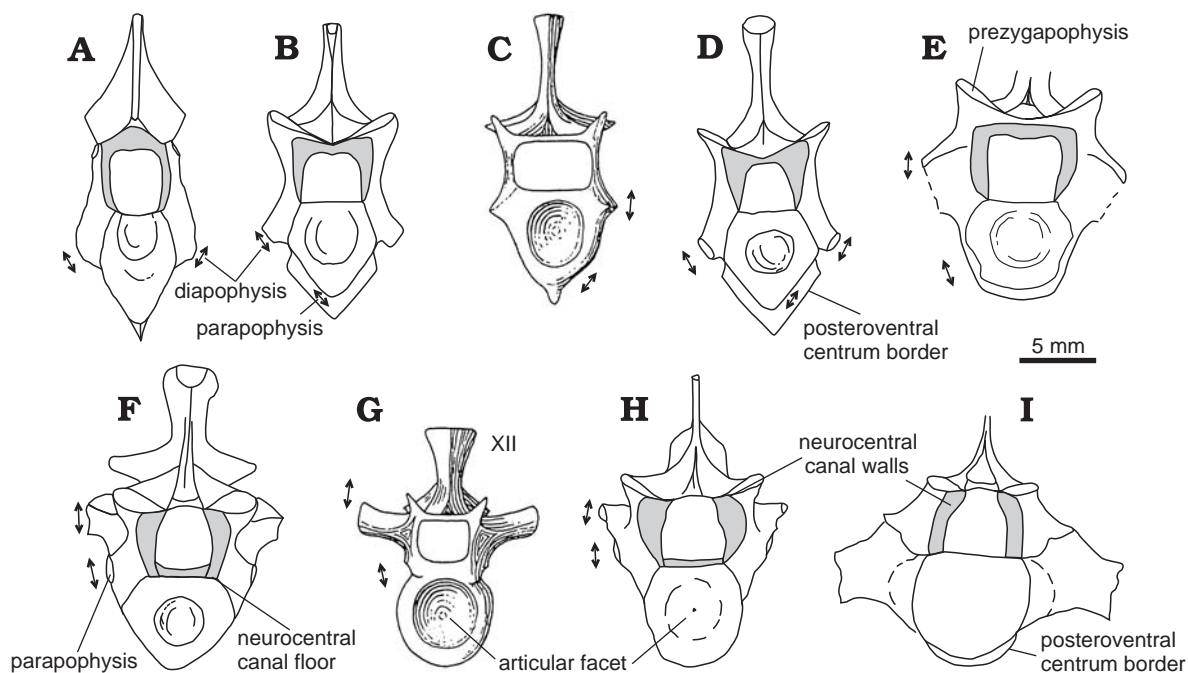 A
B
C
D
E
prezygapophysis
diapophysis
parapophysis
posteroventral
centrum border
5 mm
F
G
XII
H
I
neurocentral
canal walls
parapophysis
neurocentral
canal floor
articular facet
posteroventral
centrum border